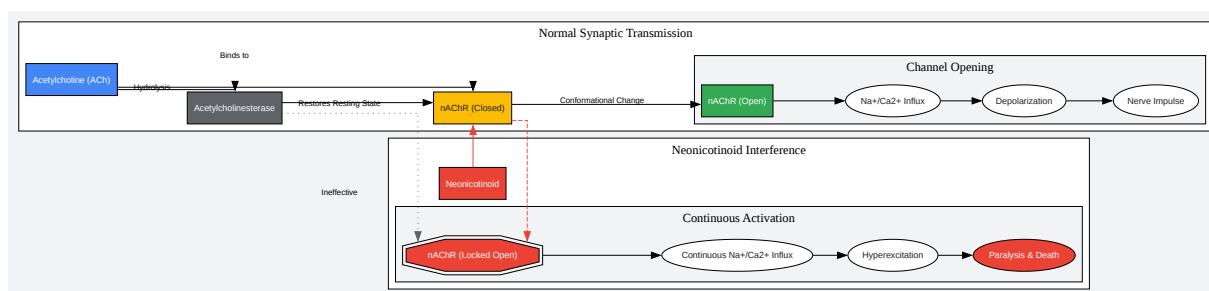 Normal Synaptic Transmission
Binds to
Channel Opening
Acetylcholine (ACh)
Hydrolysis
Acetylcholinesterase
Restores Resting State
nAChR (Closed)
Conformational Change
nAChR (Open)
Na+/Ca2+ Influx
Depolarization
Nerve Impulse
Neonicotinoid Interference
Neonicotinoid
Ineffective
Continuous Activation
nAChR (Locked Open)
Continuous Na+/Ca2+ Influx
Hyperexcitation
Paralysis & Death